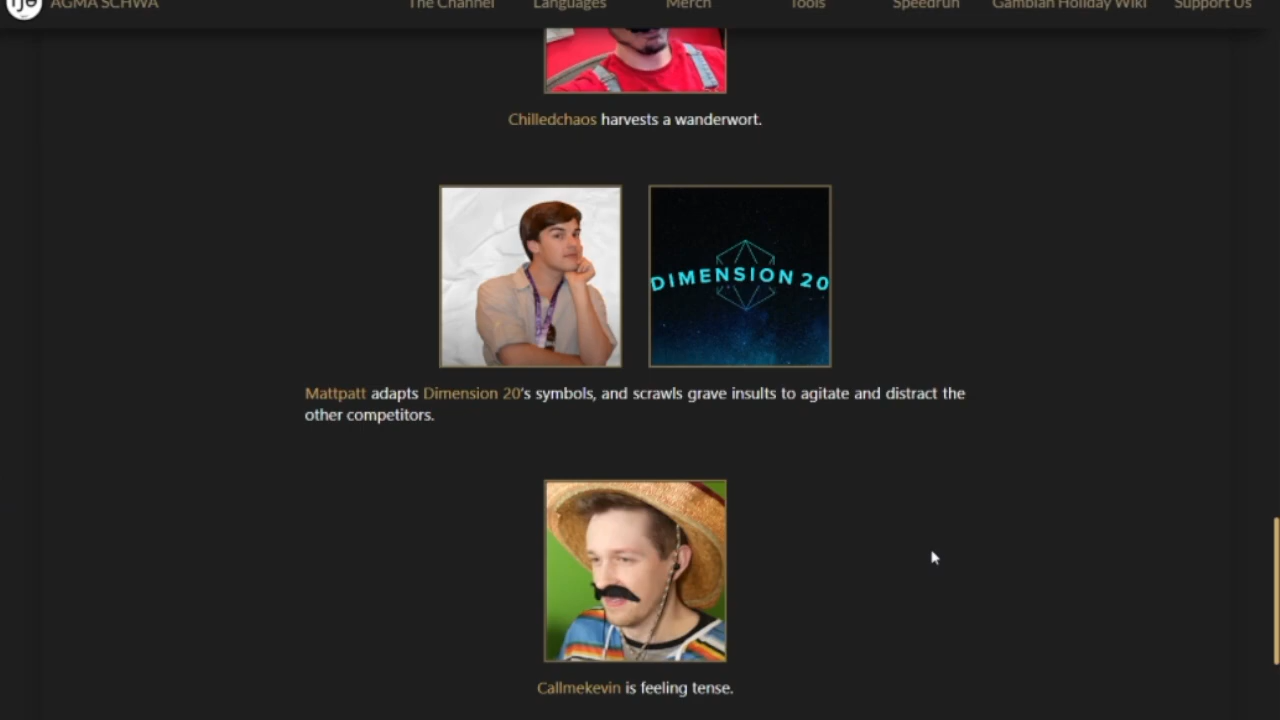 AGMA SCHWA
The Channel
Languages
Merch
Tools
Speedrun
Gambian Holiday Wiki
Support Us
Chilledchaos harvests a wanderwort.
DIMENSION 20
Mattpatt adapts Dimension 20's symbols, and scrawls grave insults to agitate and distract the
other competitors.
Callmekevin is feeling tense.